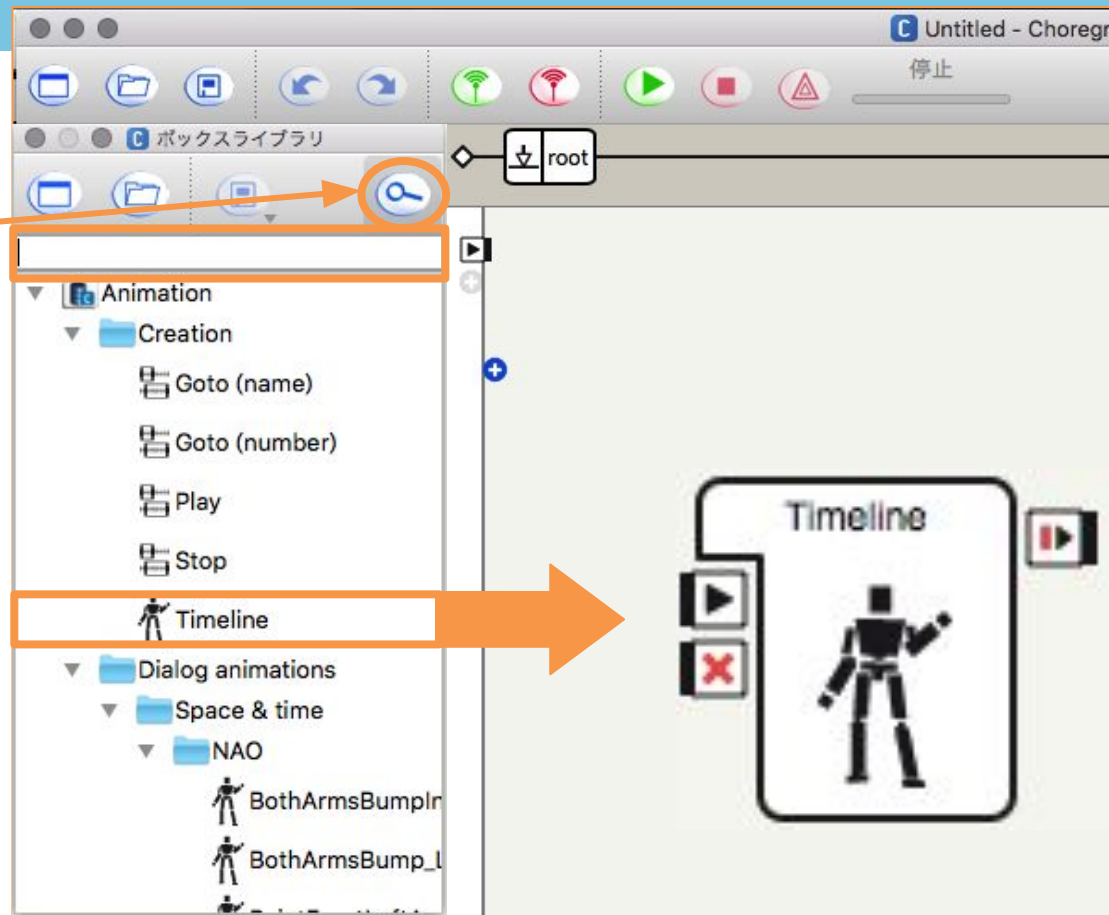 Untitled - Choregr
停止
ボックスライブラリ
root
Animation
Creation
Goto (name)
Goto (number)
Play
Stop
Timeline
Timeline
Dialog animations
Space & time
NAO
BothArmsBumpIn
BothArmsBump_L